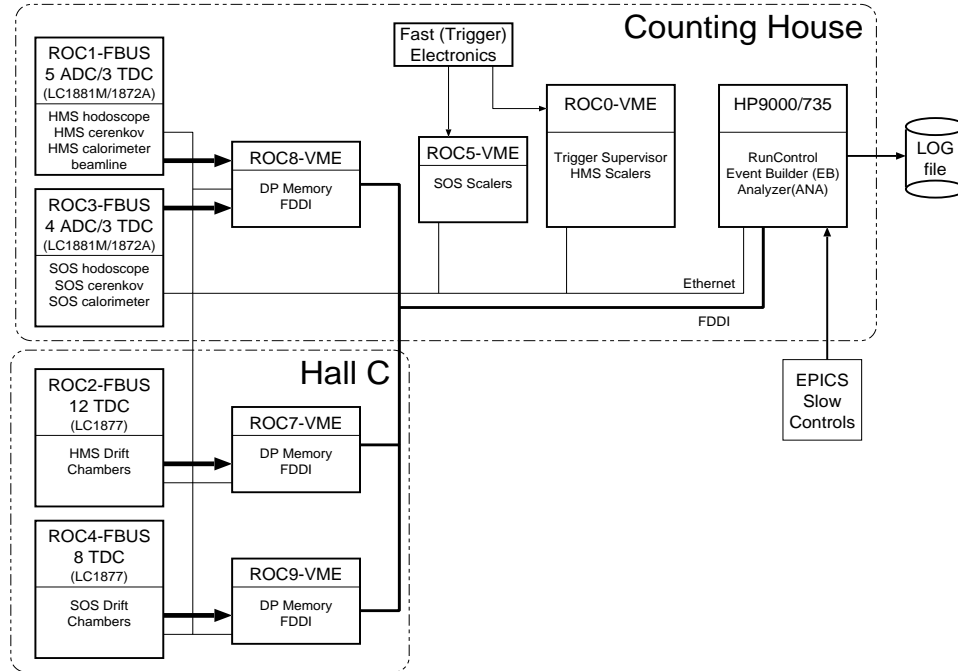 Counting House
ROC1-FBUS
5 ADC/3 TDC
(LC1881M/1872A)
HMS hodoscope
HMS cerenkov
HMS calorimeter
beamline
ROC3-FBUS
4 ADC/3 TDC
(LC1881M/1872A)
SOS hodoscope
SOS cerenkov
SOS calorimeter
ROC8-VME
DP Memory
FDDI
Fast (Trigger)
Electronics
ROC5-VME
SOS Scalers
ROC0-VME
Trigger Supervisor
HMS Scalers
HP9000/735
RunControl
Event Builder (EB)
Analyzer(ANA)
LOG
file
Ethernet
FDDI
EPICS
Slow
Controls
Hall C
ROC2-FBUS
12 TDC
(LC1877)
HMS Drift
Chambers
ROC7-VME
DP Memory
FDDI
ROC4-FBUS
8 TDC
(LC1877)
SOS Drift
Chambers
ROC9-VME
DP Memory
FDDI